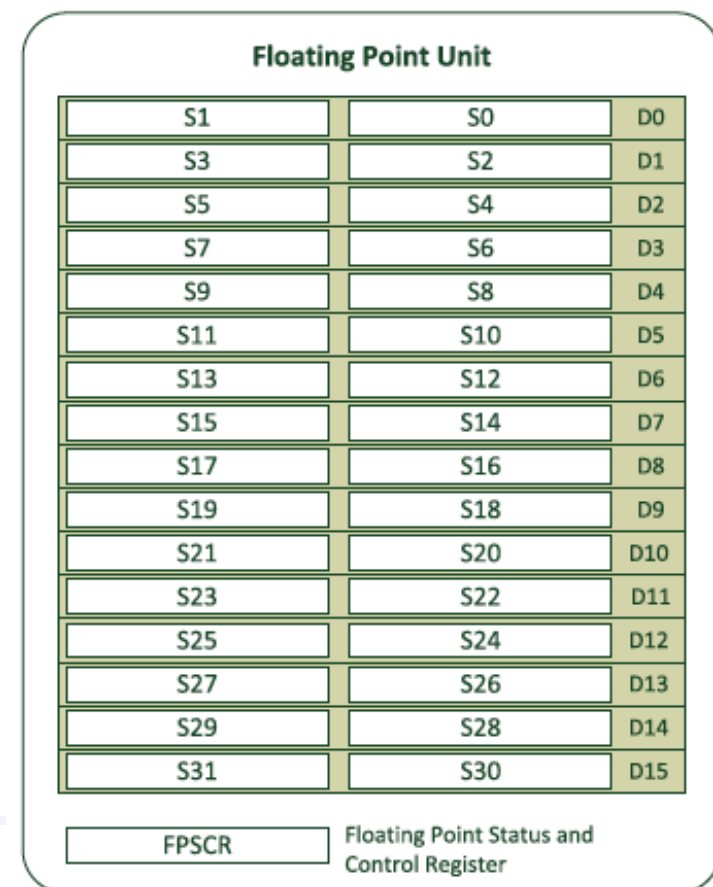 Floating Point Unit
S1 S0 D0
S3 S2 D1
S5 S4 D2
S7 S6 D3
S9 S8 D4
S11 S10 D5
S13 S12 D6
S15 S14 D7
S17 S16 D8
S19 S18 D9
S21 S20 D10
S23 S22 D11
S25 S24 D12
S27 S26 D13
S29 S28 D14
S31 S30 D15
FPSCR
Floating Point Status and
Control Register